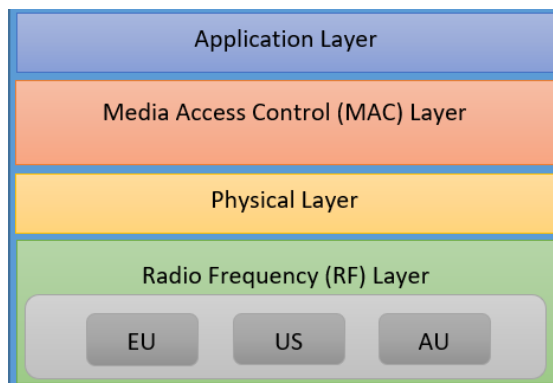 Application Layer
Media Access Control (MAC) Layer
Physical Layer
Radio Frequency (RF) Layer
EU US AU